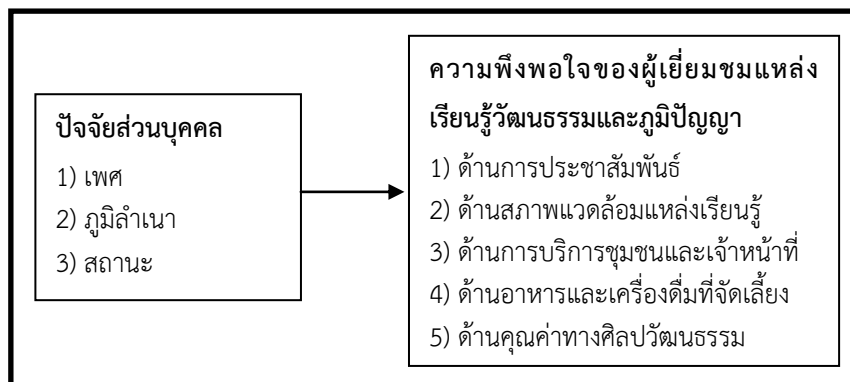 ปัจจัยส่วนบุคคล
1) เพศ
2) ภูมิลำเนา
3) สถานะ
ความพึงพอใจของผู้เยี่ยมชมแหล่ง
เรียนรู้วัฒนธรรมและภูมิปัญญา
1) ด้านการประชาสัมพันธ์
2) ด้านสภาพแวดล้อมแหล่งเรียนรู้
3) ด้านการบริการชุมชนและเจ้าหน้าที่
4) ด้านอาหารและเครื่องดื่มที่จัดเลี้ยง
5) ด้านคุณค่าทางศิลปวัฒนธรรม